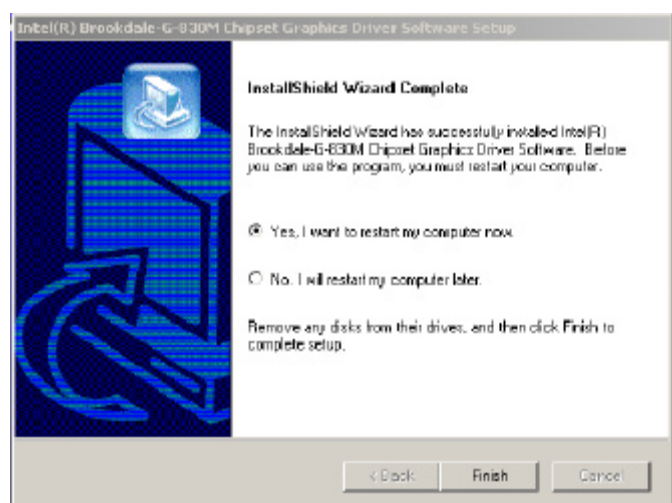 Intel(R) Brookdale-G-830M Chipset Graphics Driver Software Setup
InstallShield Wizard Complete
The InstallShield Wizard has successfully installed Intel(R)
Brookdale-G-830M Chipset Graphics Driver Software. Before
you can use the program, you must restart your computer.
Yes, I want to restart my computer now.
No, I will restart my computer later.
Remove any disks from their drives, and then click Finish to
complete setup.
< Back Finish Cancel